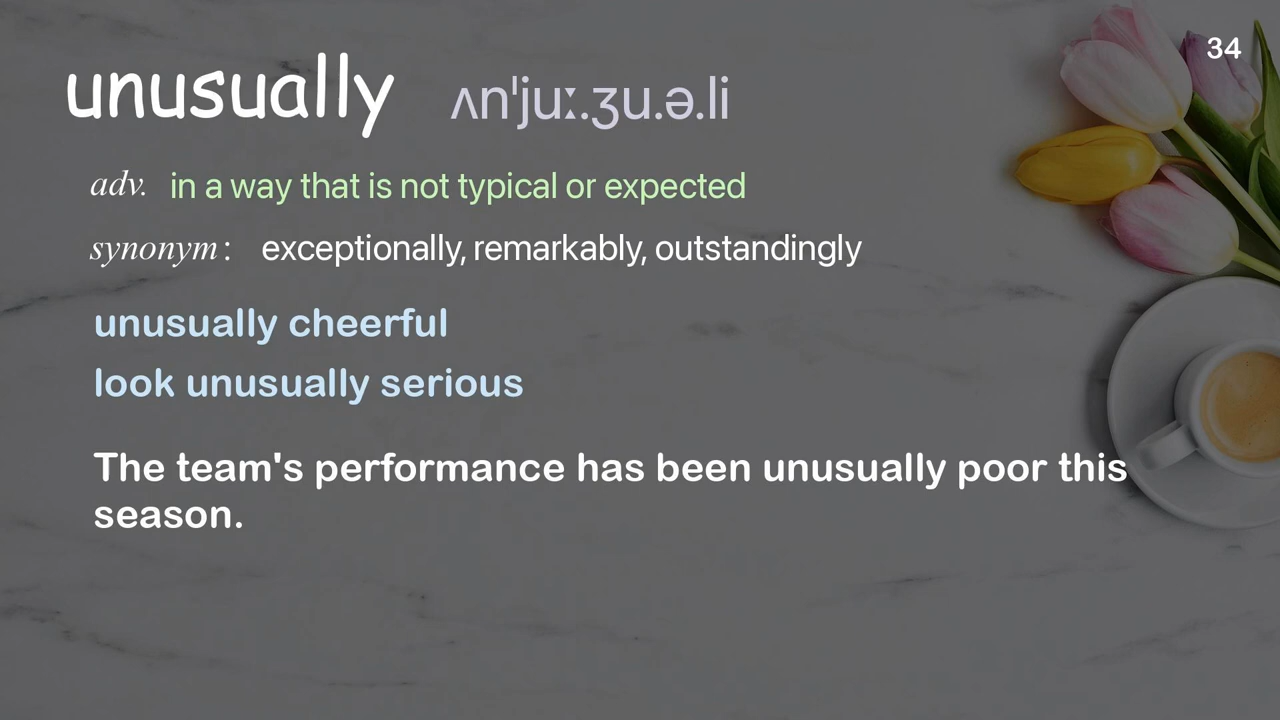 34
unusually ʌnˈjuː.ʒu.ə.li
adv. in a way that is not typical or expected
synonym : exceptionally, remarkably, outstandingly
unusually cheerful
look unusually serious
The team's performance has been unusually poor this
season.